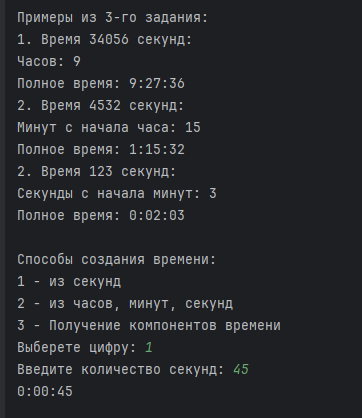 Примеры из 3-го задания:
1. Время 34056 секунд:
Часов: 9
Полное время: 9:27:36
2. Время 4532 секунд:
Минут с начала часа: 15
Полное время: 1:15:32
2. Время 123 секунд:
Секунды с начала минут: 3
Полное время: 0:02:03

Способы создания времени:
1 - из секунд
2 - из часов, минут, секунд
3 - Получение компонентов времени
Выберете цифру: 1
Введите количество секунд: 45
0:00:45